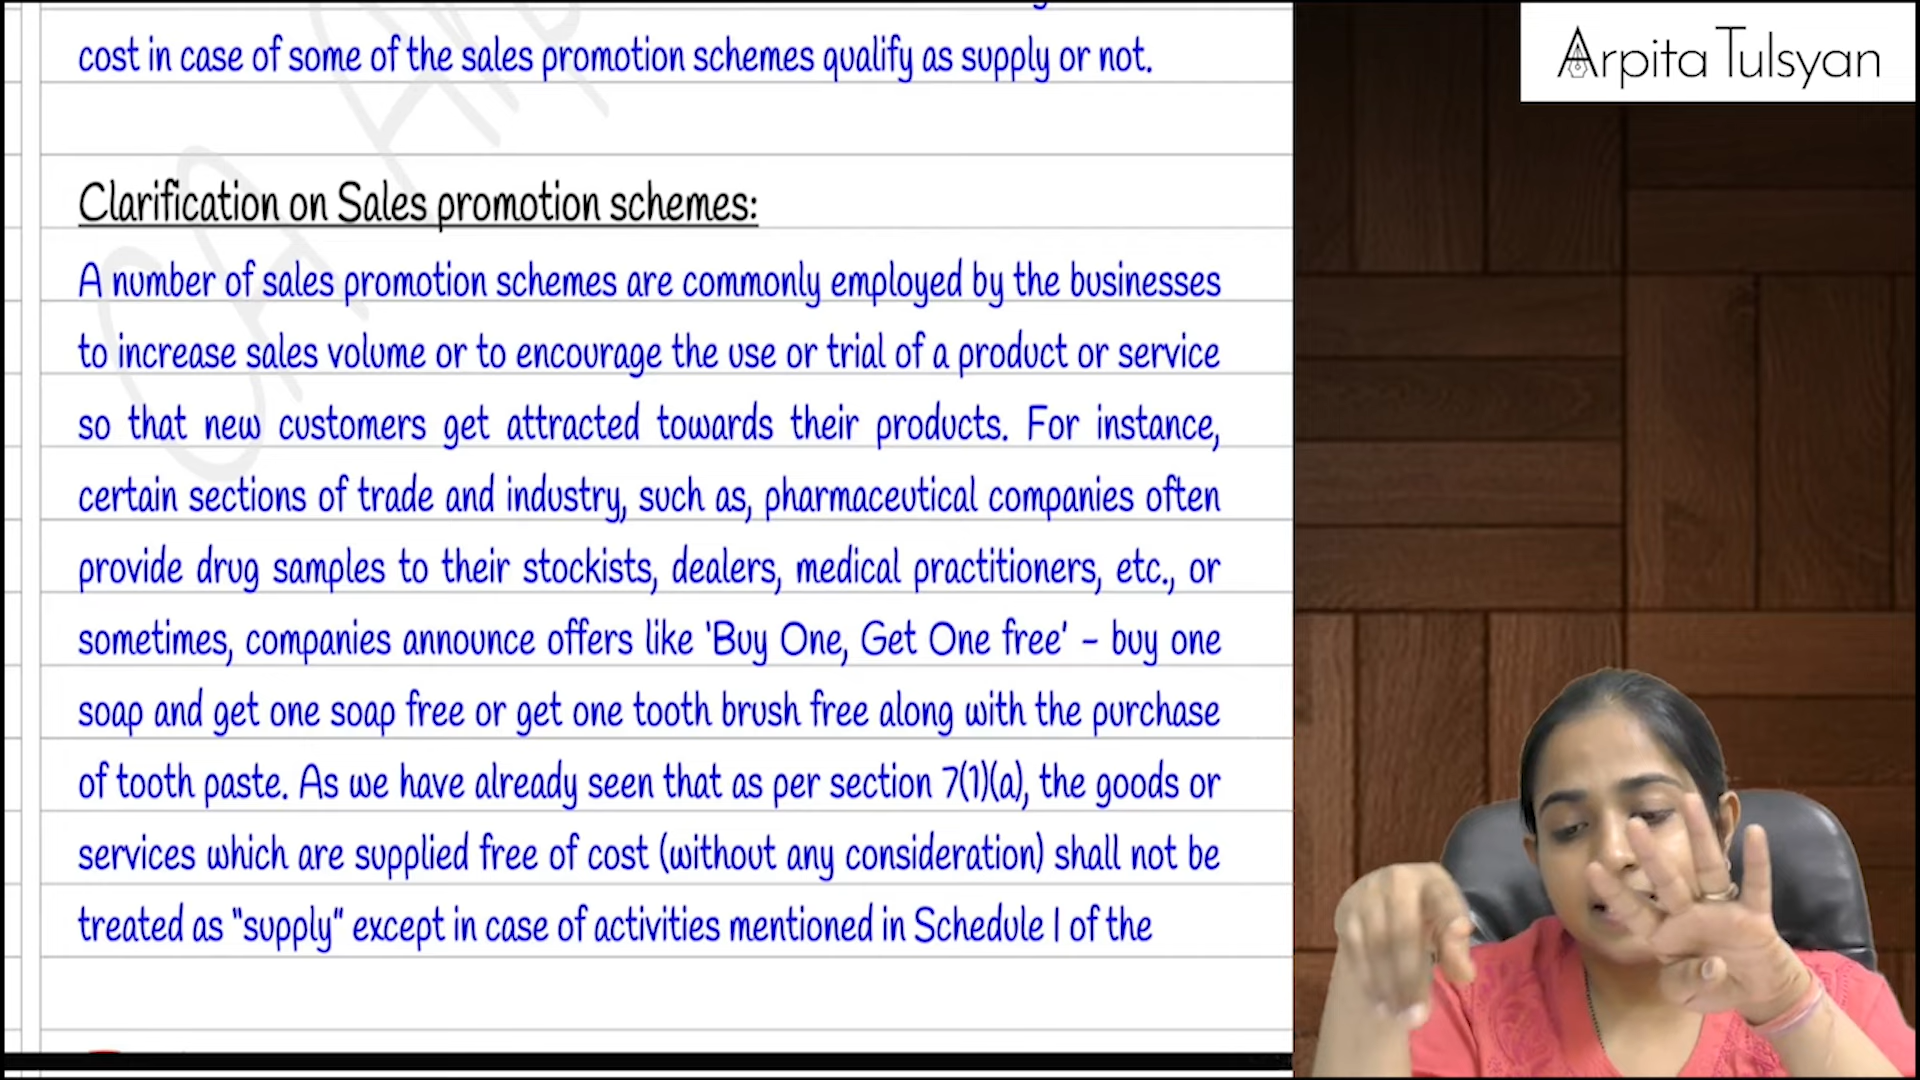 cost in case of some of the sales promotion schemes qualify as supply or not.
Clarification on Sales promotion schemes:
A number of sales promotion schemes are commonly employed by the businesses
to increase sales volume or to encourage the use or trial of a product or service
so that new customers get attracted towards their products. For instance,
certain sections of trade and industry, such as, pharmaceutical companies often
provide drug samples to their stockists, dealers, medical practitioners, etc., or
sometimes, companies announce offers like 'Buy One, Get One free' – buy one
soap and get one soap free or get one tooth brush free along with the purchase
of tooth paste. As we have already seen that as per section 7(1)(a), the goods or
services which are supplied free of cost (without any consideration) shall not be
treated as "supply" except in case of activities mentioned in Schedule I of the
Arpita Tulsyan